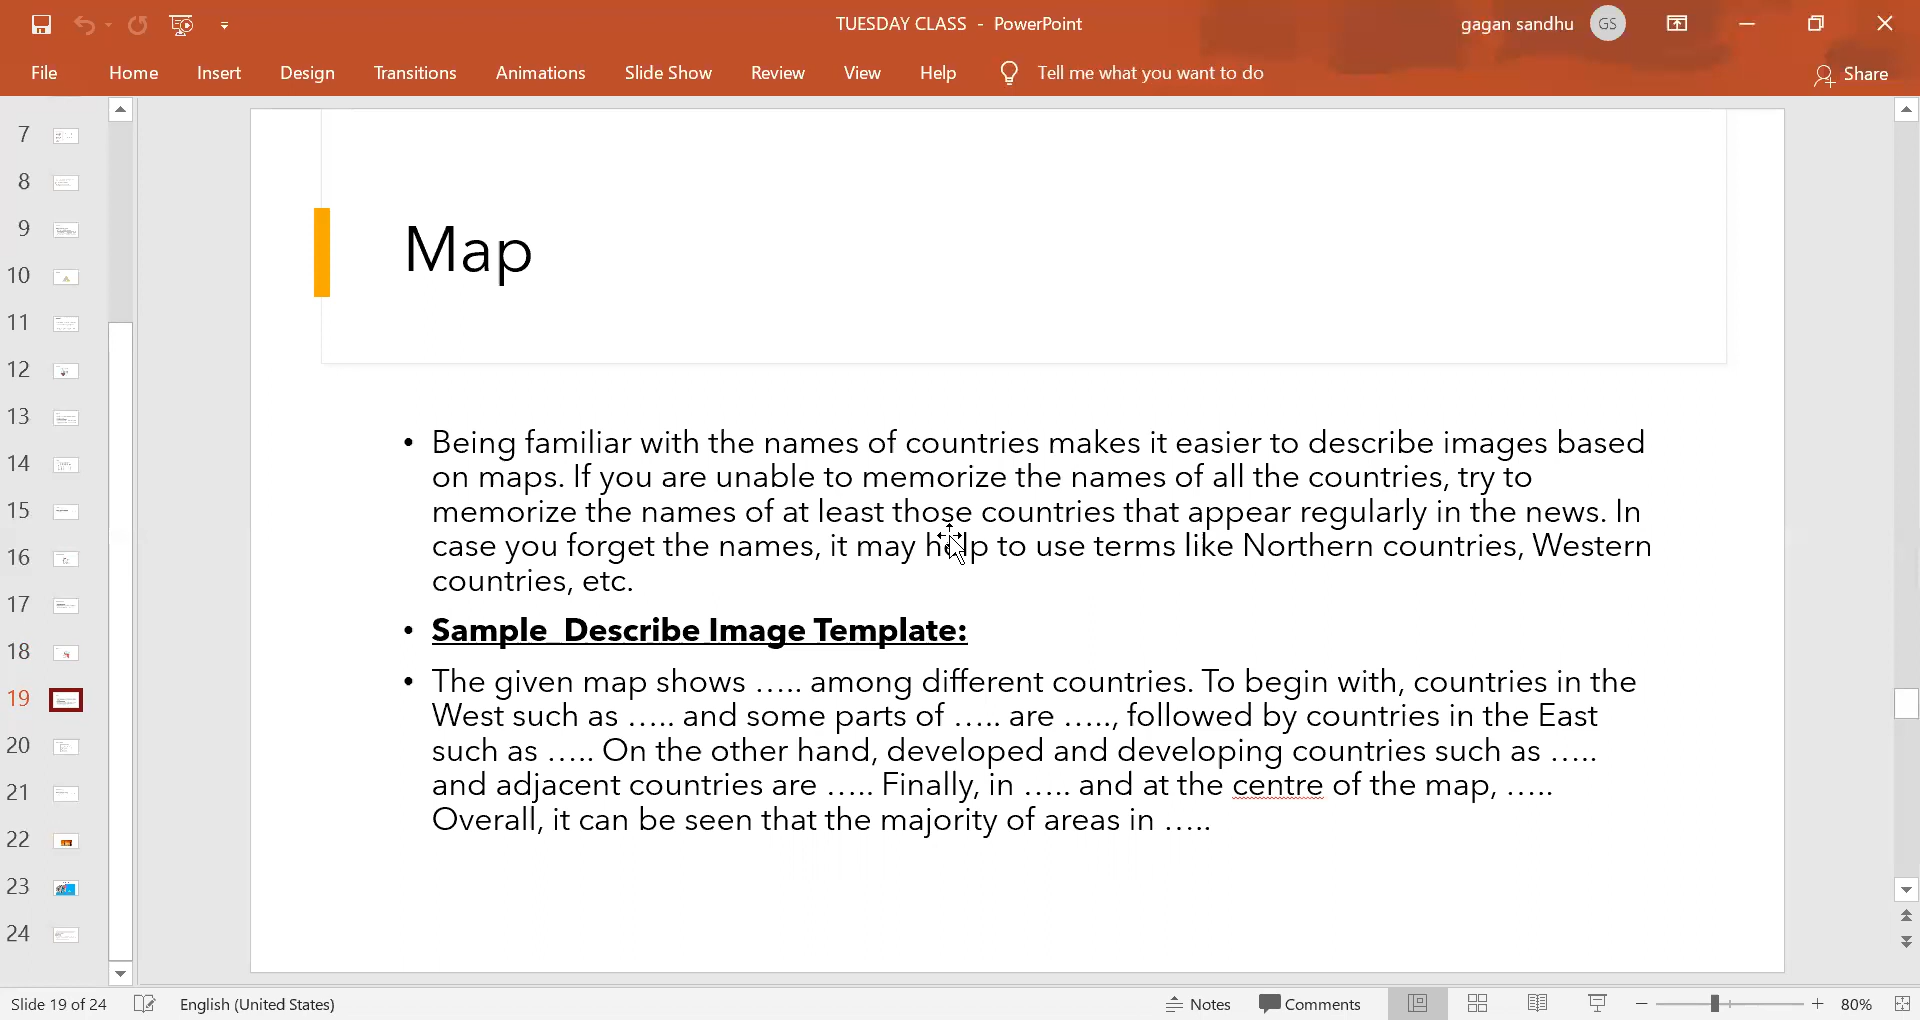 TUESDAY CLASS - PowerPoint
gagan sandhu
GS
File
Home
Insert
Design
Transitions
Animations
Slide Show
Review
View
Help
Tell me what you want to do
Share
7
8
9
10
11
12
13
14
15
16
17
18
19
20
21
22
23
24
Map
• Being familiar with the names of countries makes it easier to describe images based
on maps. If you are unable to memorize the names of all the countries, try to
memorize the names of at least those countries that appear regularly in the news. In
case you forget the names, it may help to use terms like Northern countries, Western
countries, etc.
• Sample Describe Image Template:
• The given map shows ….. among different countries. To begin with, countries in the
West such as ….. and some parts of ….. are ….., followed by countries in the East
such as ….. On the other hand, developed and developing countries such as …..
and adjacent countries are ….. Finally, in ….. and at the centre of the map, …..
Overall, it can be seen that the majority of areas in …..
Slide 19 of 24
English (United States)
Notes
Comments
80%